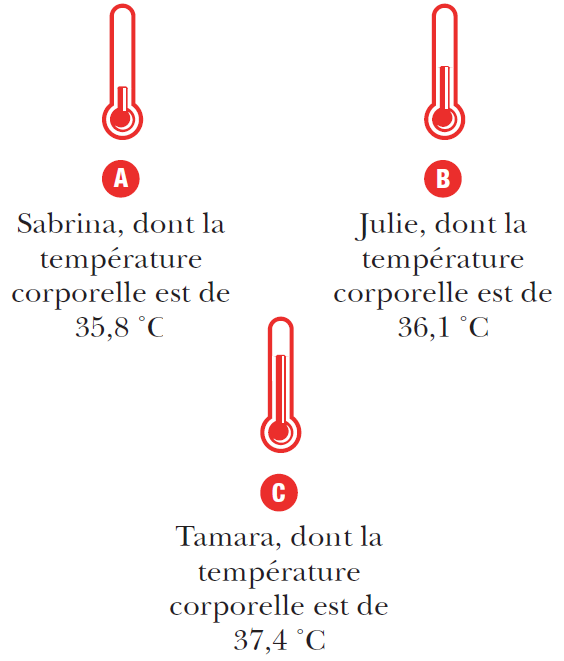 A
Sabrina, dont la
température
corporelle est de
35,8 °C
B
Julie, dont la
température
corporelle est de
36,1 °C
C
Tamara, dont la
température
corporelle est de
37,4 °C